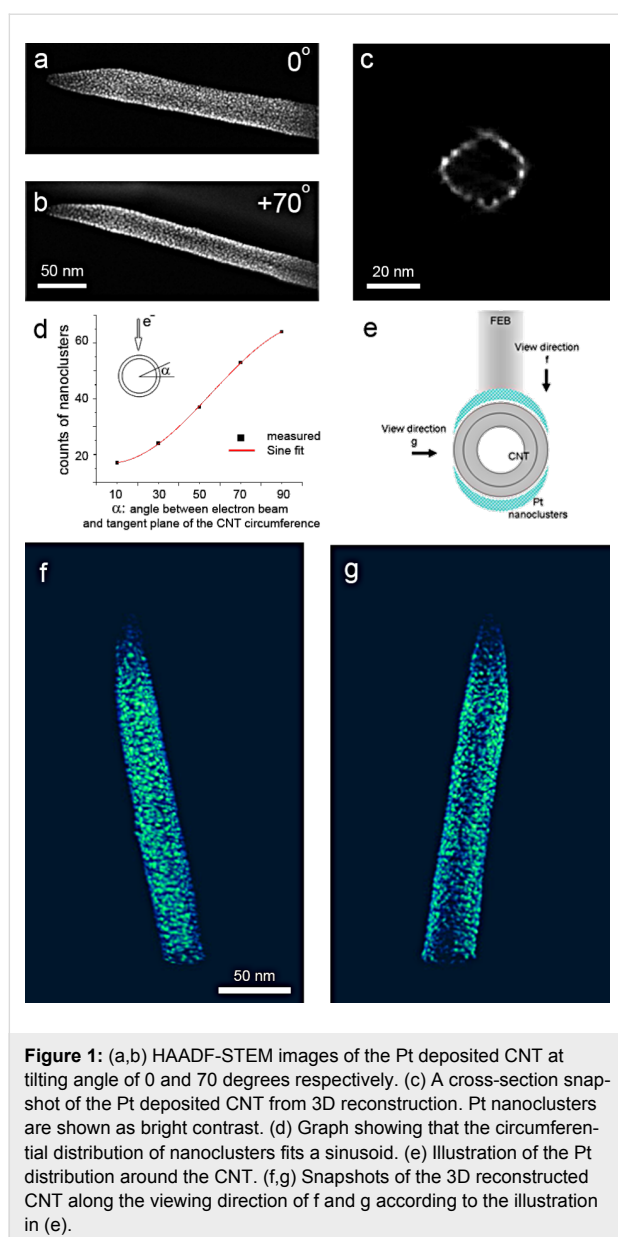 a
0°
c
b
+70°
50 nm
20 nm
d
e⁻
α
60
40
20
counts of nanoclusters
measured
Sine fit
10 30 50 70 90
α: angle between electron beam
and tangent plane of the CNT circumference
e
FEB
View direction
f
View direction
g
CNT
Pt
nanoclusters
f
g
50 nm
Figure 1: (a,b) HAADF-STEM images of the Pt deposited CNT at
tilting angle of 0 and 70 degrees respectively. (c) A cross-section snap-
shot of the Pt deposited CNT from 3D reconstruction. Pt nanoclusters
are shown as bright contrast. (d) Graph showing that the circumferen-
tial distribution of nanoclusters fits a sinusoid. (e) Illustration of the Pt
distribution around the CNT. (f,g) Snapshots of the 3D reconstructed
CNT along the viewing direction of f and g according to the illustration
in (e).